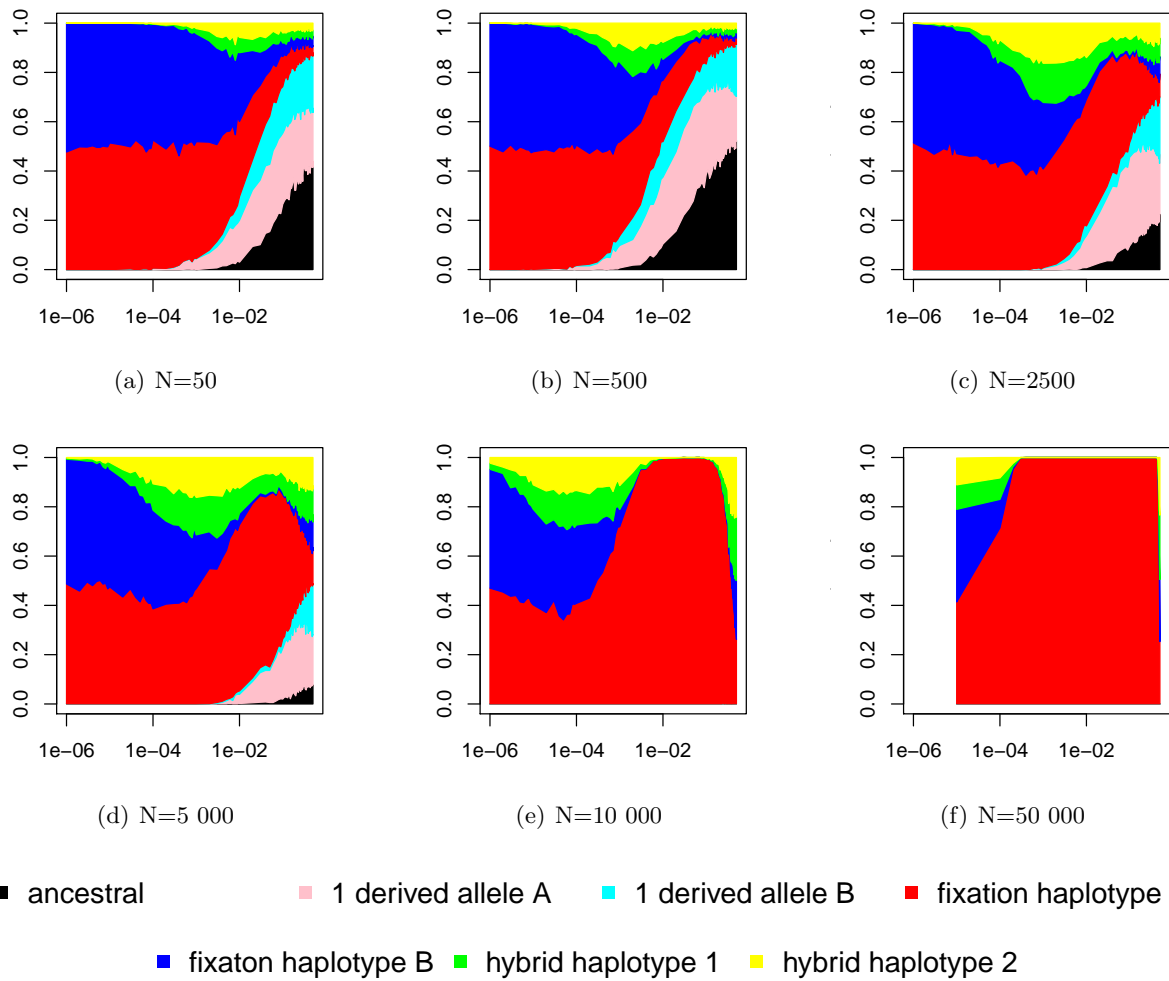 0.0 0.2 0.4 0.6 0.8 1.0
1e−06 1e−04 1e−02
(a) N=50
0.0 0.2 0.4 0.6 0.8 1.0
1e−06 1e−04 1e−02
(b) N=500
0.0 0.2 0.4 0.6 0.8 1.0
1e−06 1e−04 1e−02
(c) N=2500
0.0 0.2 0.4 0.6 0.8 1.0
1e−06 1e−04 1e−02
(d) N=5 000
0.0 0.2 0.4 0.6 0.8 1.0
1e−06 1e−04 1e−02
(e) N=10 000
0.0 0.2 0.4 0.6 0.8 1.0
1e−06 1e−04 1e−02
(f) N=50 000
ancestral 1 derived allele A 1 derived allele B fixation haplotype
fixaton haplotype B hybrid haplotype 1 hybrid haplotype 2